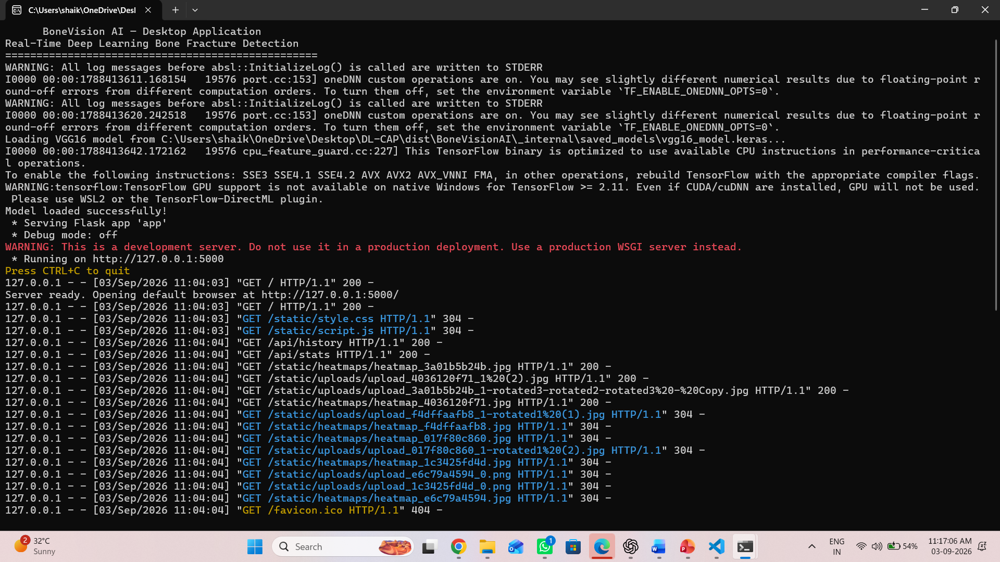 C:\Users\shaik\OneDrive\Desl
BoneVision AI – Desktop Application
Real-Time Deep Learning Bone Fracture Detection
==================================================
WARNING: All log messages before absl::InitializeLog() is called are written to STDERR
I0000 00:00:1788413611.168154   19576 port.cc:153] oneDNN custom operations are on. You may see slightly different numerical results due to floating-point r
ound-off errors from different computation orders. To turn them off, set the environment variable `TF_ENABLE_ONEDNN_OPTS=0`.
WARNING: All log messages before absl::InitializeLog() is called are written to STDERR
I0000 00:00:1788413620.242518   19576 port.cc:153] oneDNN custom operations are on. You may see slightly different numerical results due to floating-point r
ound-off errors from different computation orders. To turn them off, set the environment variable `TF_ENABLE_ONEDNN_OPTS=0`.
Loading VGG16 model from C:\Users\shaik\OneDrive\Desktop\DL-CAP\dist\BoneVisionAI\_internal\saved_models\vgg16_model.keras...
I0000 00:00:1788413642.172162   19576 cpu_feature_guard.cc:227] This TensorFlow binary is optimized to use available CPU instructions in performance-critica
l operations.
To enable the following instructions: SSE3 SSE4.1 SSE4.2 AVX AVX2 AVX_VNNI FMA, in other operations, rebuild TensorFlow with the appropriate compiler flags.
WARNING:tensorflow:TensorFlow GPU support is not available on native Windows for TensorFlow >= 2.11. Even if CUDA/cuDNN are installed, GPU will not be used.
Please use WSL2 or the TensorFlow-DirectML plugin.
Model loaded successfully!
* Serving Flask app 'app'
* Debug mode: off
WARNING: This is a development server. Do not use it in a production deployment. Use a production WSGI server instead.
* Running on http://127.0.0.1:5000
Press CTRL+C to quit
127.0.0.1 - - [03/Sep/2026 11:04:03] "GET / HTTP/1.1" 200 -
Server ready. Opening default browser at http://127.0.0.1:5000/
127.0.0.1 - - [03/Sep/2026 11:04:03] "GET / HTTP/1.1" 200 -
127.0.0.1 - - [03/Sep/2026 11:04:03] "GET /static/style.css HTTP/1.1" 304 -
127.0.0.1 - - [03/Sep/2026 11:04:03] "GET /static/script.js HTTP/1.1" 304 -
127.0.0.1 - - [03/Sep/2026 11:04:04] "GET /api/history HTTP/1.1" 200 -
127.0.0.1 - - [03/Sep/2026 11:04:04] "GET /api/stats HTTP/1.1" 200 -
127.0.0.1 - - [03/Sep/2026 11:04:04] "GET /static/heatmaps/heatmap_3a01b5b24b.jpg HTTP/1.1" 200 -
127.0.0.1 - - [03/Sep/2026 11:04:04] "GET /static/uploads/upload_4036120f71_1%20(2).jpg HTTP/1.1" 200 -
127.0.0.1 - - [03/Sep/2026 11:04:04] "GET /static/uploads/upload_3a01b5b24b_1-rotated3-rotated2-rotated3%20-%20Copy.jpg HTTP/1.1" 200 -
127.0.0.1 - - [03/Sep/2026 11:04:04] "GET /static/heatmaps/heatmap_4036120f71.jpg HTTP/1.1" 200 -
127.0.0.1 - - [03/Sep/2026 11:04:04] "GET /static/uploads/upload_f4dffaafb8_1-rotated1%20(1).jpg HTTP/1.1" 304 -
127.0.0.1 - - [03/Sep/2026 11:04:04] "GET /static/heatmaps/heatmap_f4dffaafb8.jpg HTTP/1.1" 304 -
127.0.0.1 - - [03/Sep/2026 11:04:04] "GET /static/heatmaps/heatmap_017f80c860.jpg HTTP/1.1" 304 -
127.0.0.1 - - [03/Sep/2026 11:04:04] "GET /static/uploads/upload_017f80c860_1-rotated1%20(2).jpg HTTP/1.1" 304 -
127.0.0.1 - - [03/Sep/2026 11:04:04] "GET /static/heatmaps/heatmap_1c3425fd4d.jpg HTTP/1.1" 304 -
127.0.0.1 - - [03/Sep/2026 11:04:04] "GET /static/uploads/upload_e6c79a4594_0.png HTTP/1.1" 304 -
127.0.0.1 - - [03/Sep/2026 11:04:04] "GET /static/uploads/upload_1c3425fd4d_0.png HTTP/1.1" 304 -
127.0.0.1 - - [03/Sep/2026 11:04:04] "GET /static/heatmaps/heatmap_e6c79a4594.jpg HTTP/1.1" 304 -
127.0.0.1 - - [03/Sep/2026 11:04:04] "GET /favicon.ico HTTP/1.1" 404 -
2
32°C
Sunny
Search
1
ENG
IN
54%
11:17:06 AM
03-09-2026